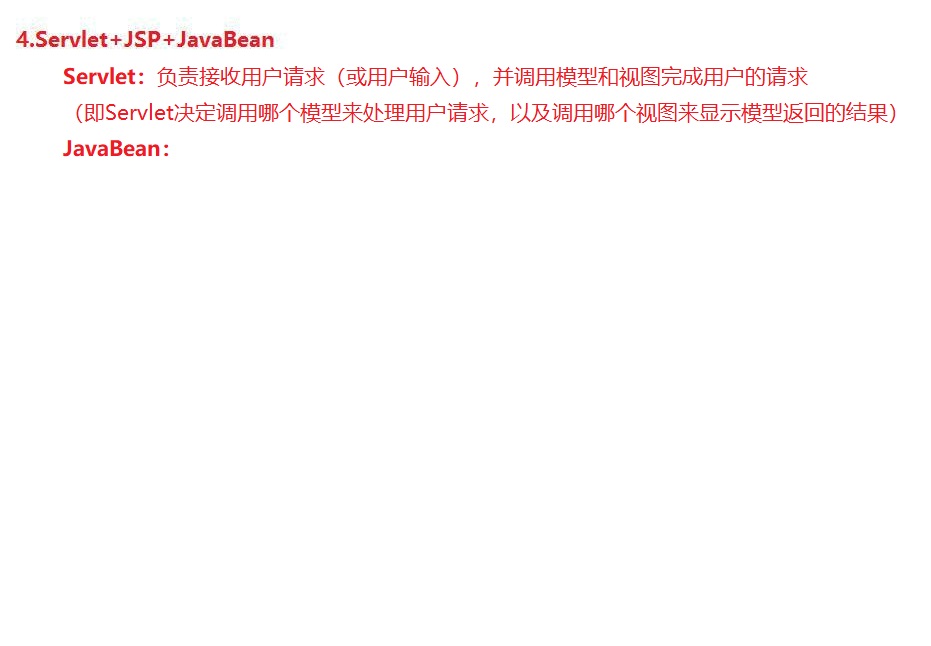 4.Servlet+JSP+JavaBean
Servlet：负责接收用户请求（或用户输入），并调用模型和视图完成用户的请求
（即Servlet决定调用哪个模型来处理用户请求，以及调用哪个视图来显示模型返回的结果）
JavaBean：